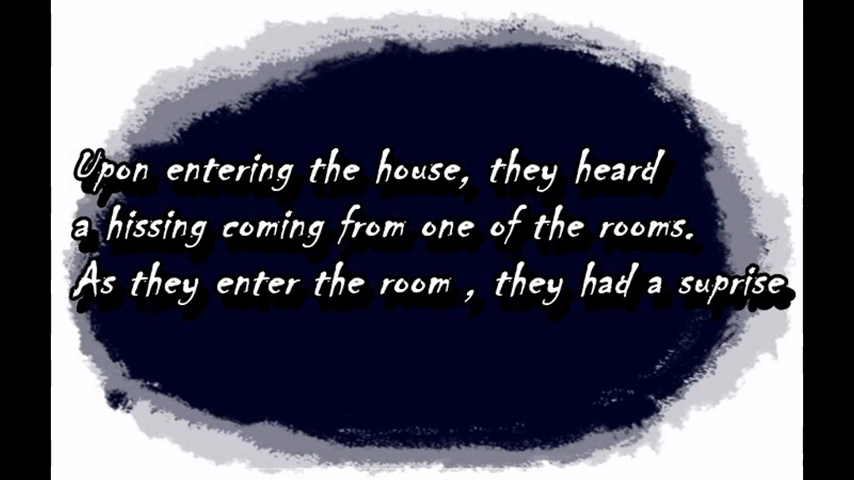 Upon entering the house, they heard
a hissing coming from one of the rooms.
As they enter the room , they had a suprise.